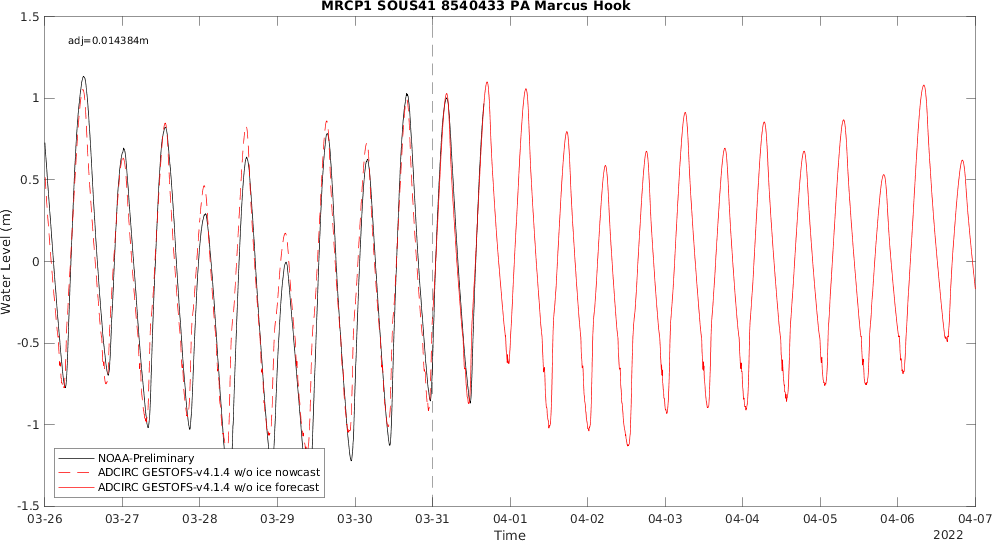 MRCP1 SOUS41 8540433 PA Marcus Hook
1.5
adj=0.014384m
1
0.5
0
-0.5
-1
-1.5
Water Level (m)
NOAA-Preliminary
ADCIRC GESTOFS-v4.1.4 w/o ice nowcast
ADCIRC GESTOFS-v4.1.4 w/o ice forecast
03-26 03-27 03-28 03-29 03-30 03-31 04-01 04-02 04-03 04-04 04-05 04-06 04-07
Time
2022